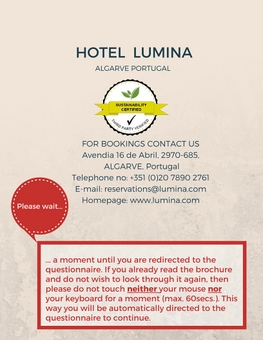 HOTEL LUMINA
ALGARVE PORTUGAL
SUSTAINABILITY
CERTIFIED
THIRD PARTY VERIFIED
FOR BOOKINGS CONTACT US
Avendia 16 de Abril, 2970-685,
ALGARVE, Portugal
Telephone no: +351 (0)20 7890 2761
E-mail: reservations@lumina.com
Homepage: www.lumina.com
Please wait...
... a moment until you are redirected to the
questionnaire. If you already read the brochure
and do not wish to look through it again, then
please do not touch neither your mouse nor
your keyboard for a moment (max. 60secs.). This
way you will be automatically directed to the
questionnaire to continue.